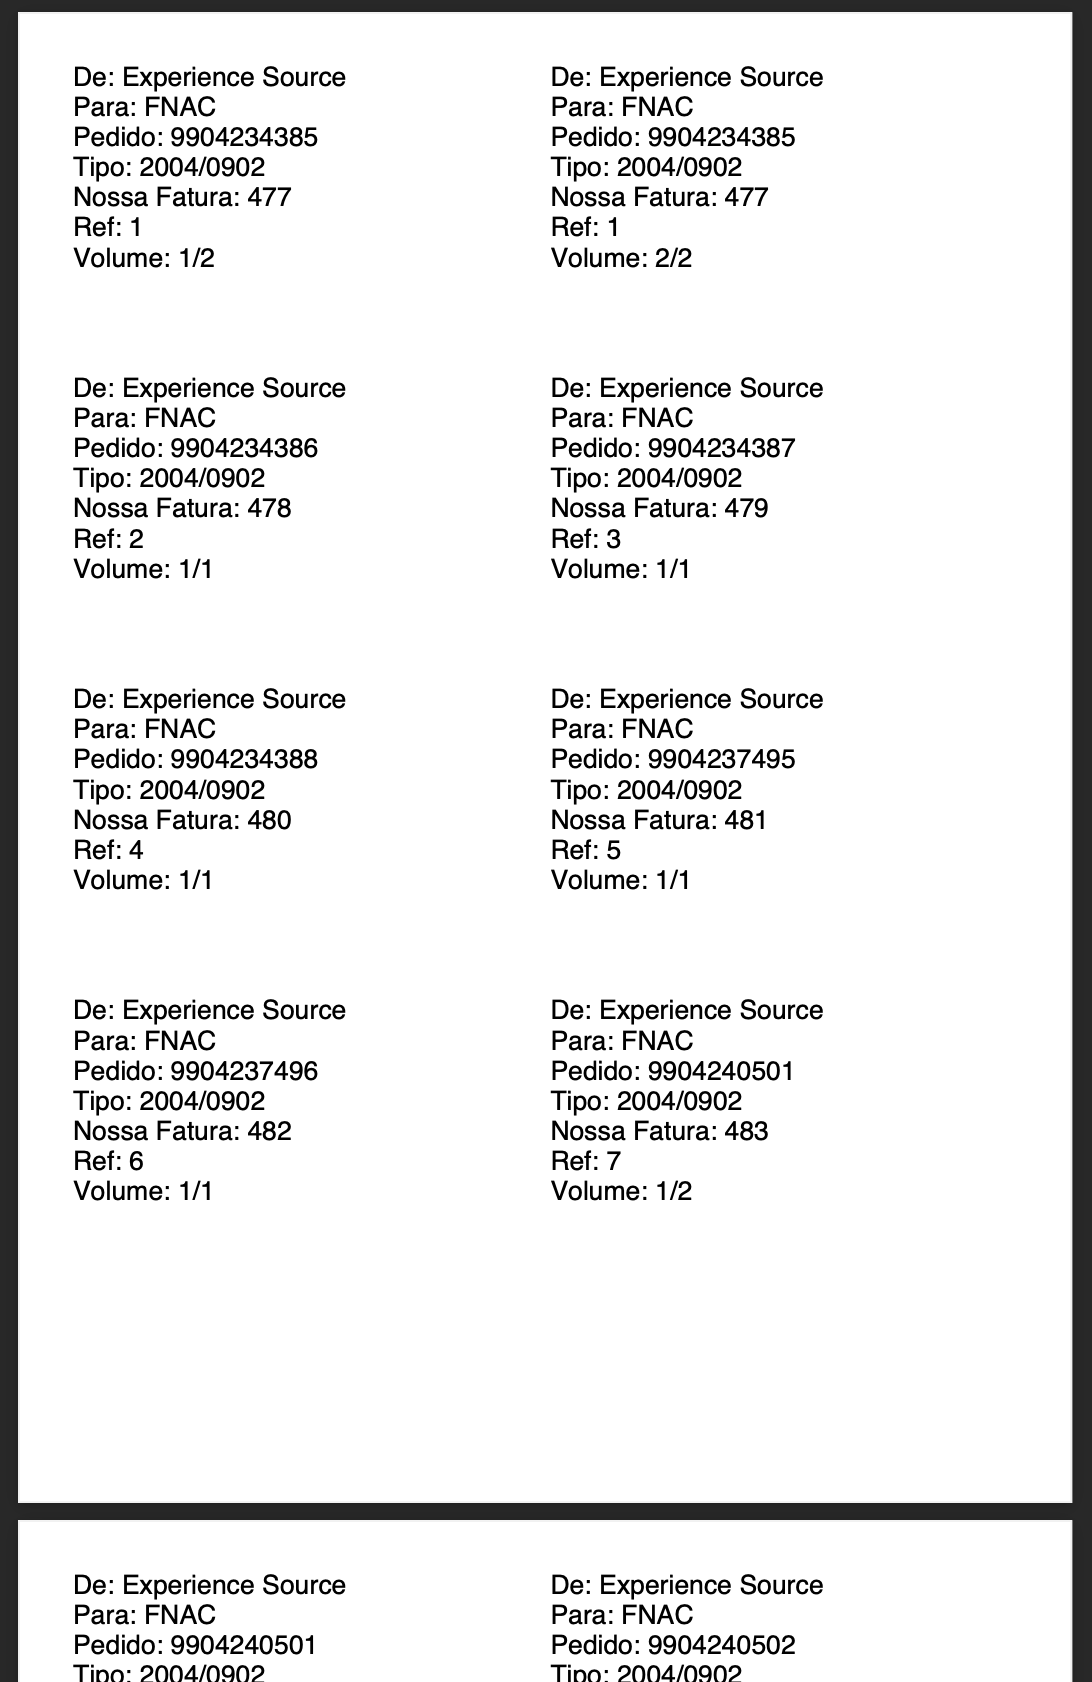 De: Experience Source
Para: FNAC
Pedido: 9904234385
Tipo: 2004/0902
Nossa Fatura: 477
Ref: 1
Volume: 1/2
De: Experience Source
Para: FNAC
Pedido: 9904234385
Tipo: 2004/0902
Nossa Fatura: 477
Ref: 1
Volume: 2/2
De: Experience Source
Para: FNAC
Pedido: 9904234386
Tipo: 2004/0902
Nossa Fatura: 478
Ref: 2
Volume: 1/1
De: Experience Source
Para: FNAC
Pedido: 9904234387
Tipo: 2004/0902
Nossa Fatura: 479
Ref: 3
Volume: 1/1
De: Experience Source
Para: FNAC
Pedido: 9904234388
Tipo: 2004/0902
Nossa Fatura: 480
Ref: 4
Volume: 1/1
De: Experience Source
Para: FNAC
Pedido: 9904237495
Tipo: 2004/0902
Nossa Fatura: 481
Ref: 5
Volume: 1/1
De: Experience Source
Para: FNAC
Pedido: 9904237496
Tipo: 2004/0902
Nossa Fatura: 482
Ref: 6
Volume: 1/1
De: Experience Source
Para: FNAC
Pedido: 9904240501
Tipo: 2004/0902
Nossa Fatura: 483
Ref: 7
Volume: 1/2
De: Experience Source
Para: FNAC
Pedido: 9904240501
Tipo: 2004/0902
De: Experience Source
Para: FNAC
Pedido: 9904240502
Tipo: 2004/0902